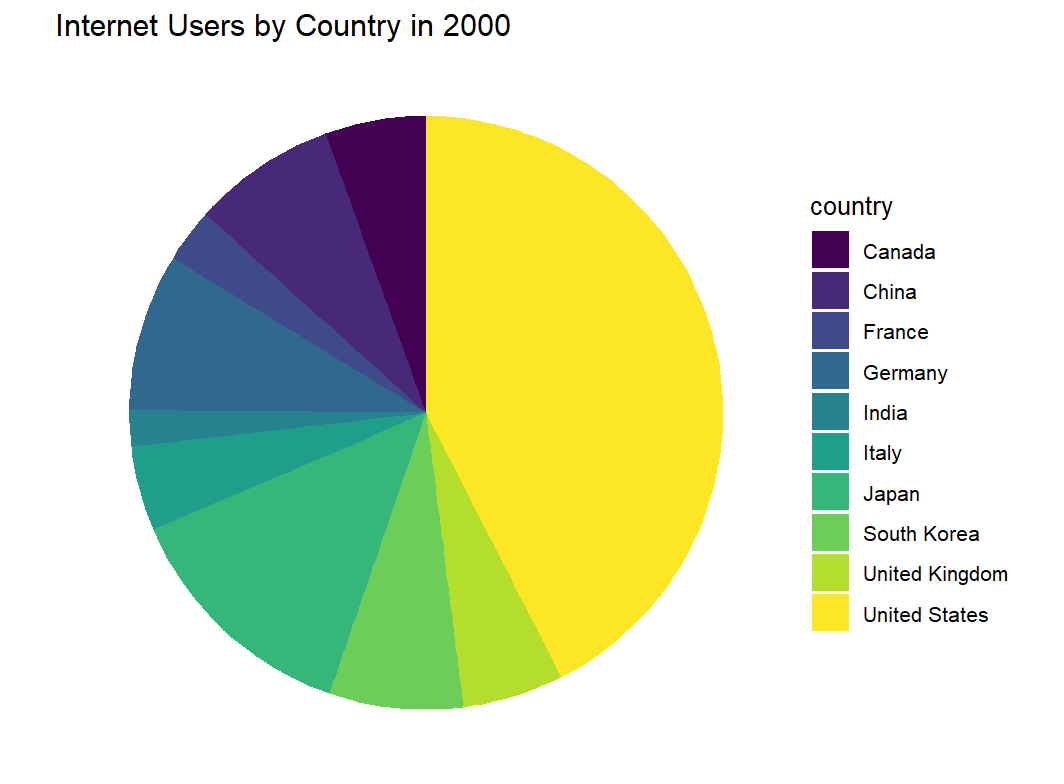 Internet Users by Country in 2000
country
Canada
China
France
Germany
India
Italy
Japan
South Korea
United Kingdom
United States